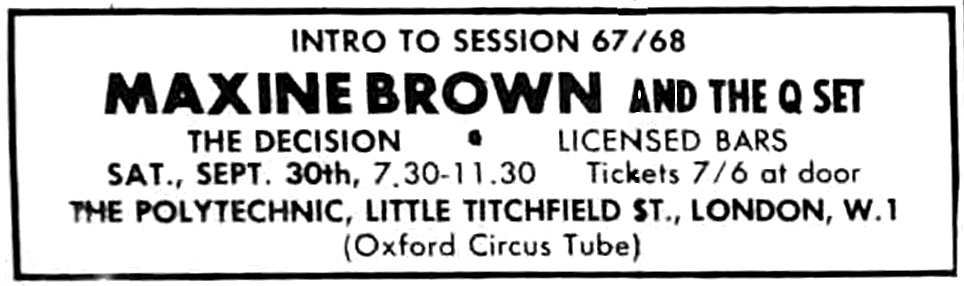 INTRO TO SESSION 67/68
MAXINE BROWN AND THE Q SET
THE DECISION • LICENSED BARS
SAT., SEPT. 30th, 7.30-11.30 Tickets 7/6 at door
THE POLYTECHNIC, LITTLE TITCHFIELD ST., LONDON, W.1
(Oxford Circus Tube)